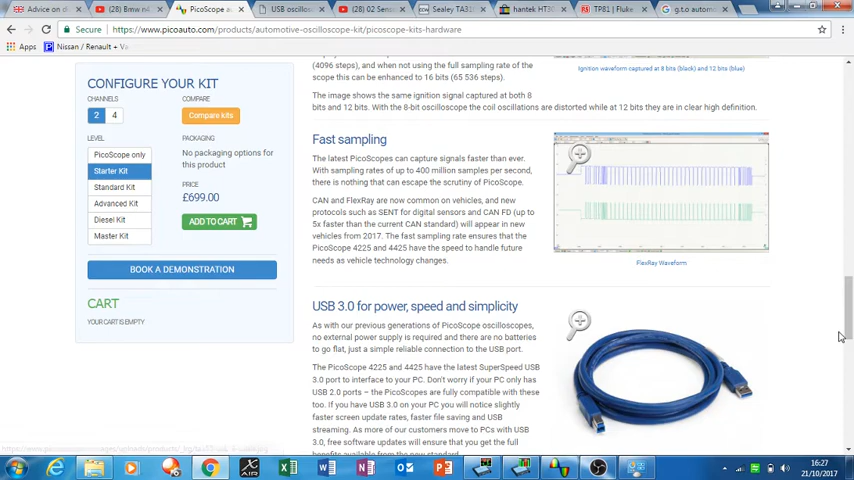 Advice on d
Bmw n4
PicoScope au
USB oscillos
02 Senso
Sealey TA31
hantek HT30
TP81 | Fluke
g.t.o automo
Secure | https://www.picoauto.com/products/automotive-oscilloscope-kit/picoscope-kits-hardware
Apps Nissan / Renault + Va
CONFIGURE YOUR KIT
CHANNELS
2 4
COMPARE
Compare kits
LEVEL
PicoScope only
Starter Kit
Standard Kit
Advanced Kit
Diesel Kit
Master Kit
PACKAGING
No packaging options for
this product
PRICE
£699.00
ADD TO CART
BOOK A DEMONSTRATION
CART
YOUR CART IS EMPTY
(4096 steps), and when not using the full sampling rate of the
scope this can be enhanced to 16 bits (65 536 steps).
Ignition waveform captured at 8 bits (black) and 12 bits (blue)
The image shows the same ignition signal captured at both 8
bits and 12 bits. With the 8-bit oscilloscope the coil oscillations are distorted while at 12 bits they are in clear high definition.
Fast sampling
The latest PicoScopes can capture signals faster than ever.
With sampling rates of up to 400 million samples per second,
there is nothing that can escape the scrutiny of PicoScope.
CAN and FlexRay are now common on vehicles, and new
protocols such as SENT for digital sensors and CAN FD (up to
5x faster than the current CAN standard) will appear in new
vehicles from 2017. The fast sampling rate ensures that the
PicoScope 4225 and 4425 have the speed to handle future
needs as vehicle technology changes.
FlexRay Waveform
USB 3.0 for power, speed and simplicity
As with our previous generations of PicoScope oscilloscopes,
no external power supply is required and there are no batteries
to go flat, just a simple reliable connection to the USB port.
The PicoScope 4225 and 4425 have the latest SuperSpeed USB
3.0 port to interface to your PC. Don't worry if your PC only has
USB 2.0 ports – the PicoScopes are fully compatible with these
too. If you have USB 3.0 on your PC you will notice slightly
faster screen update rates, faster file saving and USB
streaming. As more of our customers move to PCs with USB
3.0, free software updates will ensure that you get the full
benefits from the new standard.
16:27
21/10/2017